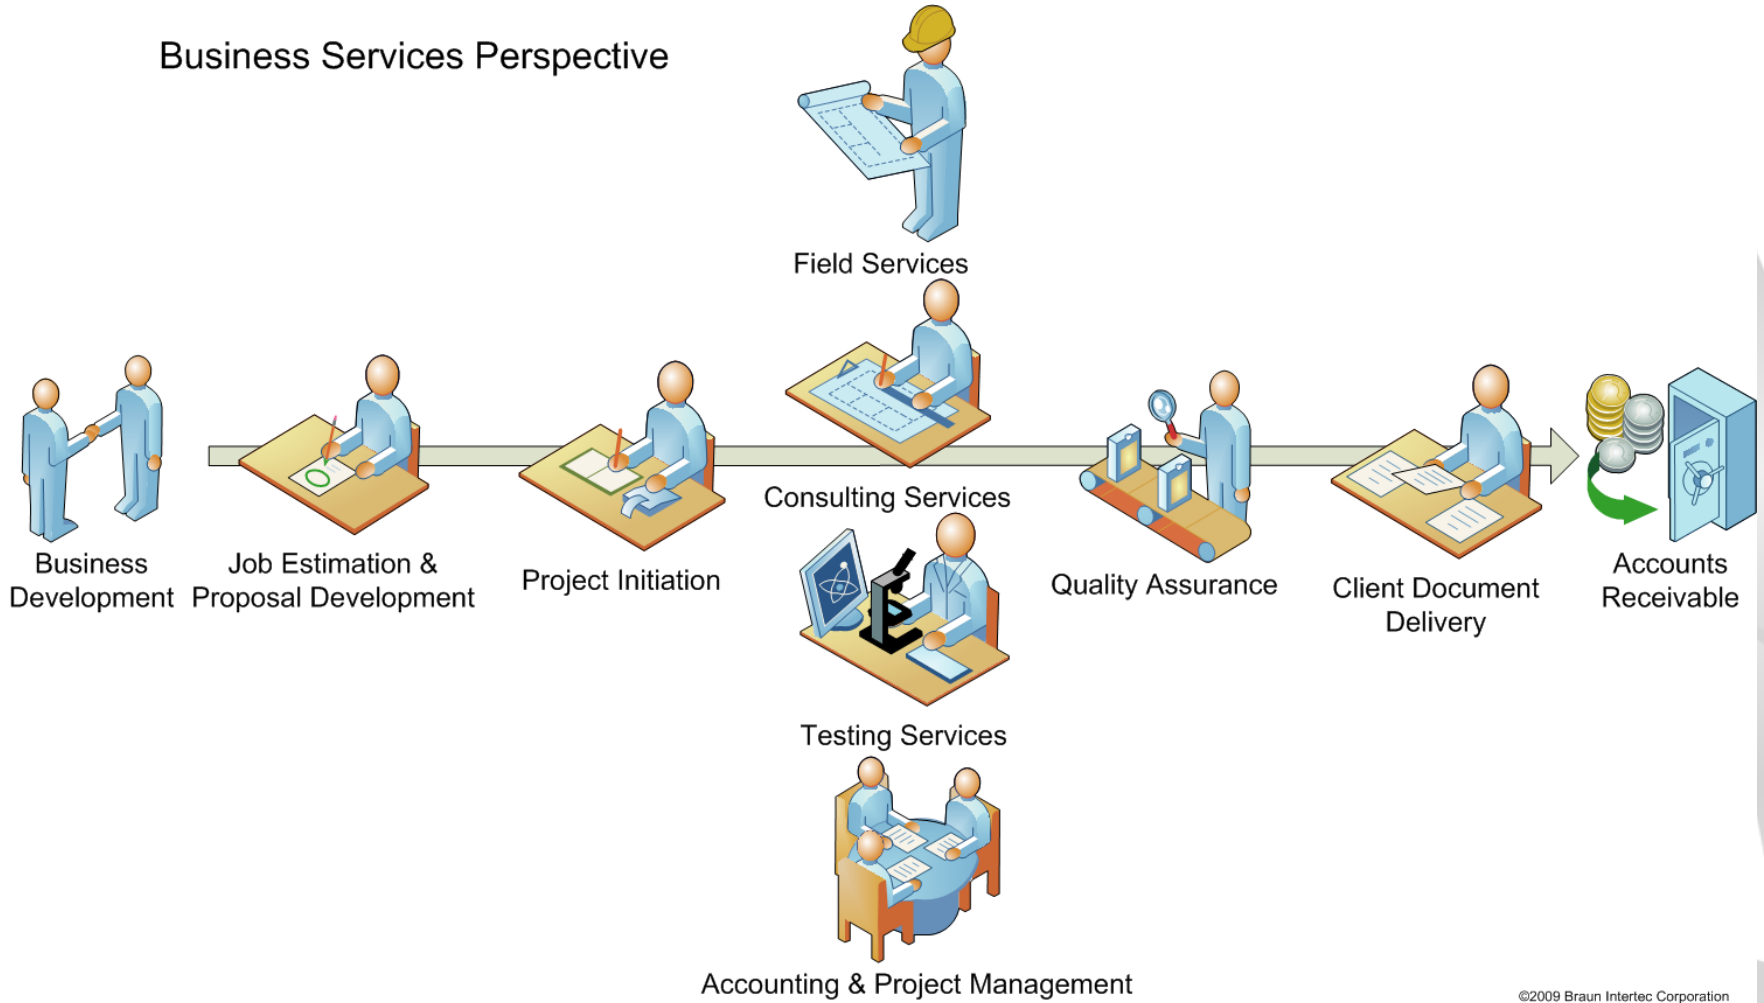 Business Services Perspective
Field Services
Consulting Services
Business
Development
Job Estimation &
Proposal Development
Project Initiation
Quality Assurance
Client Document
Delivery
Accounts
Receivable
Testing Services
Accounting & Project Management
©2009 Braun Intertec Corporation